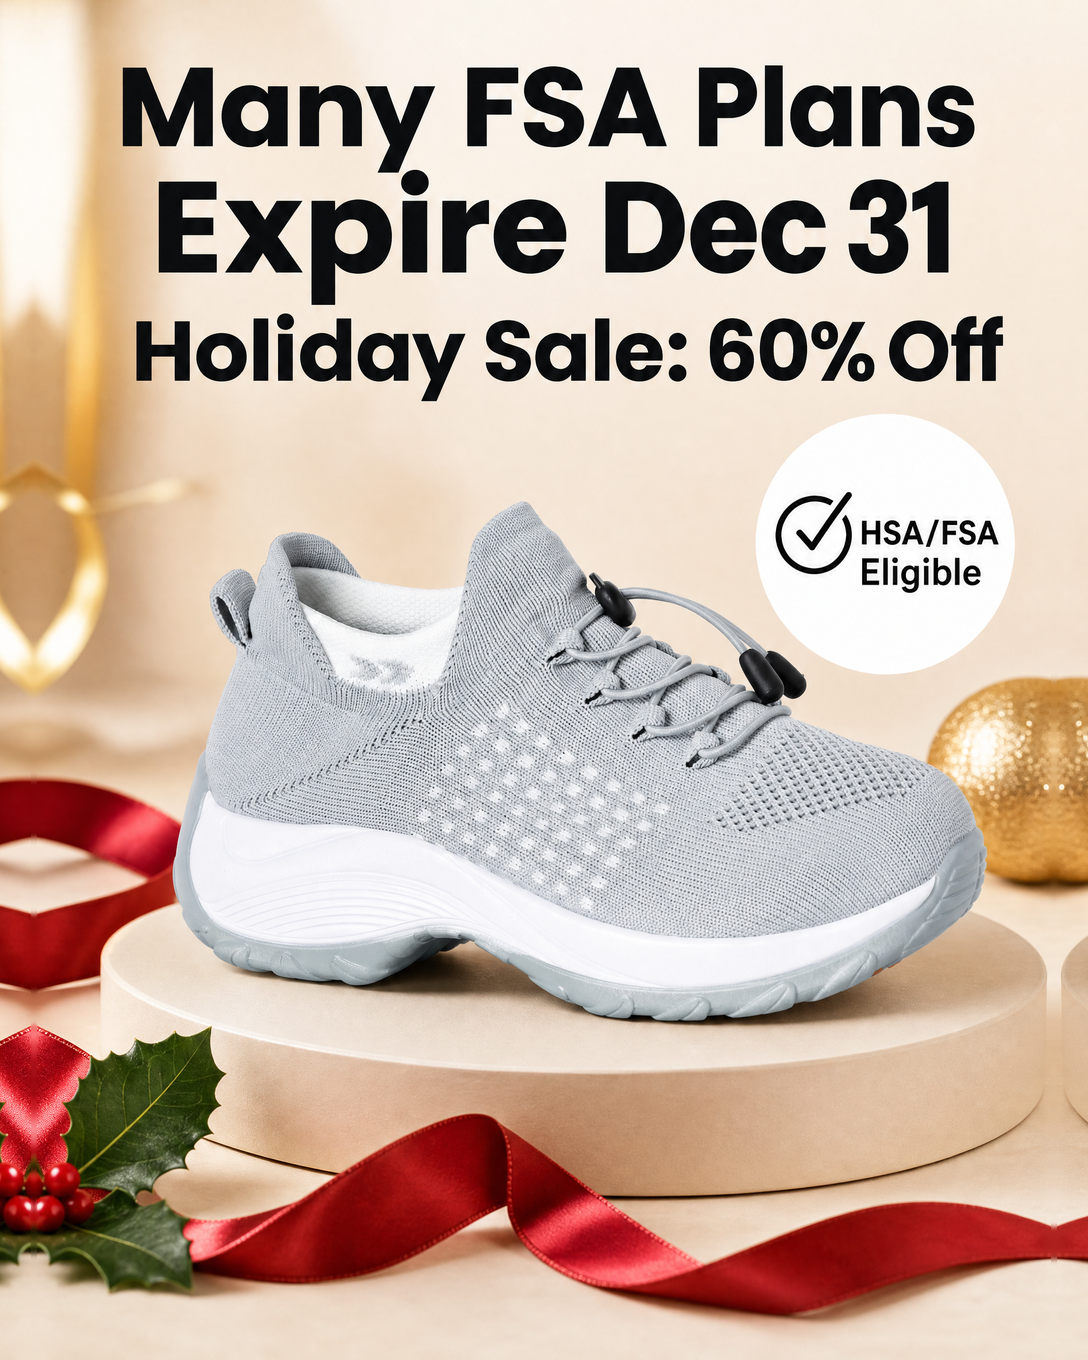 Many FSA Plans
Expire Dec 31
Holiday Sale: 60% Off
HSA/FSA
Eligible